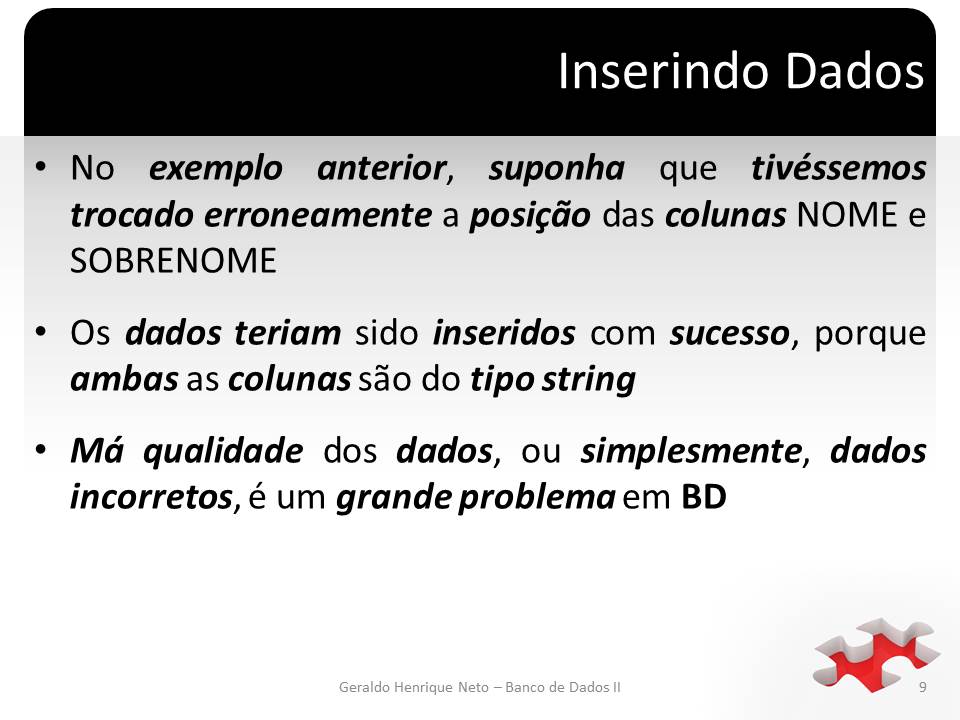 Inserindo Dados
• No exemplo anterior, suponha que tivéssemos
trocado erroneamente a posição das colunas NOME e
SOBRENOME
• Os dados teriam sido inseridos com sucesso, porque
ambas as colunas são do tipo string
• Má qualidade dos dados, ou simplesmente, dados
incorretos, é um grande problema em BD
Geraldo Henrique Neto – Banco de Dados II
9